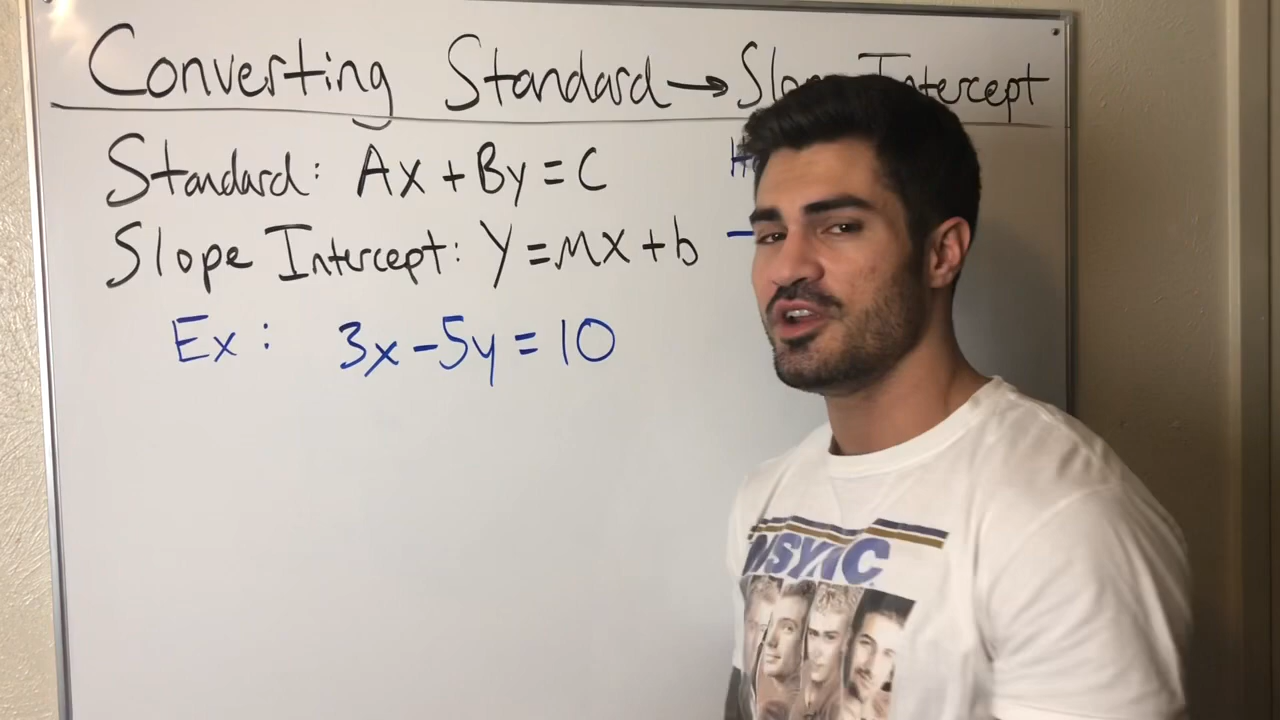 Converting Standard → Slope Intercept
Standard: Ax + By = C
Slope Intercept: Y = Mx + b
Ex: 3x - 5y = 10
NSYNC